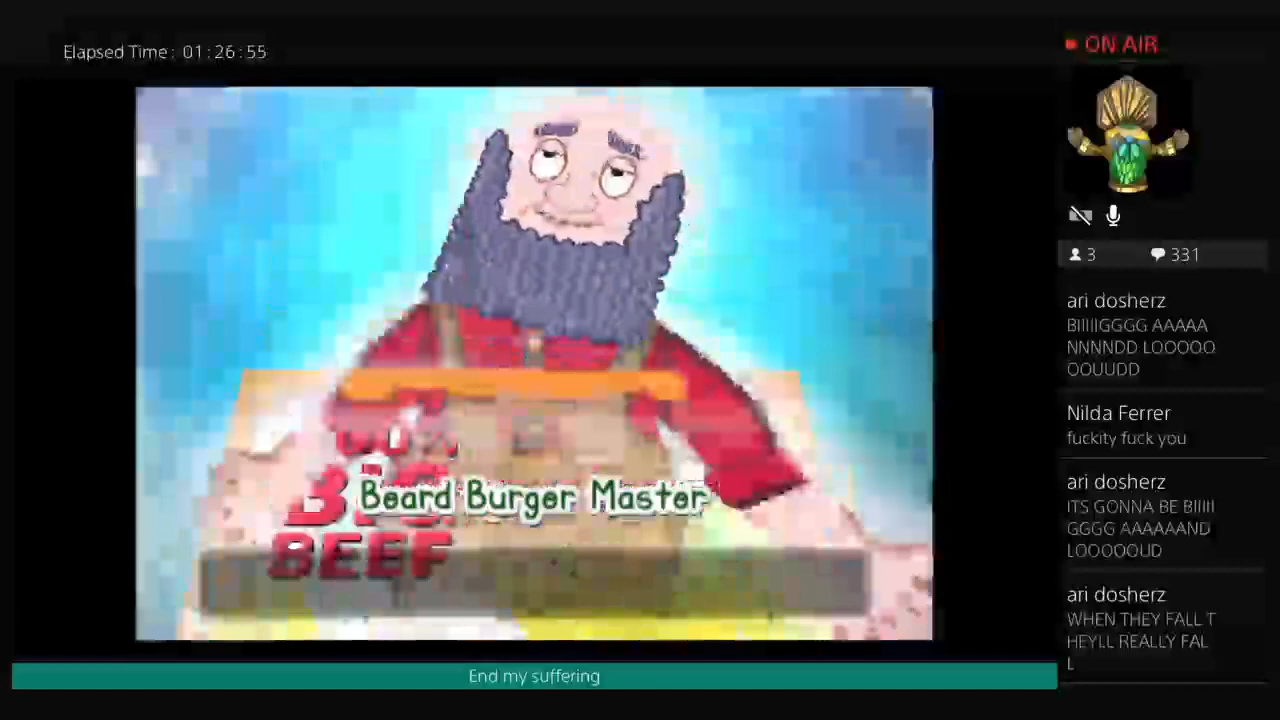 Elapsed Time: 01:26:55
ON AIR
3
331
ari dosherz
BIIIIIGGGG AAAAA
NNNNDD LOOOOO
OOUUDD
Nilda Ferrer
fuckity fuck you
ari dosherz
ITS GONNA BE BIIIII
GGGG AAAAAAND
LOOOOOUD
ari dosherz
WHEN THEY FALL T
HEYLL REALLY FAL
L
Beard Burger Master
BEEF
End my suffering